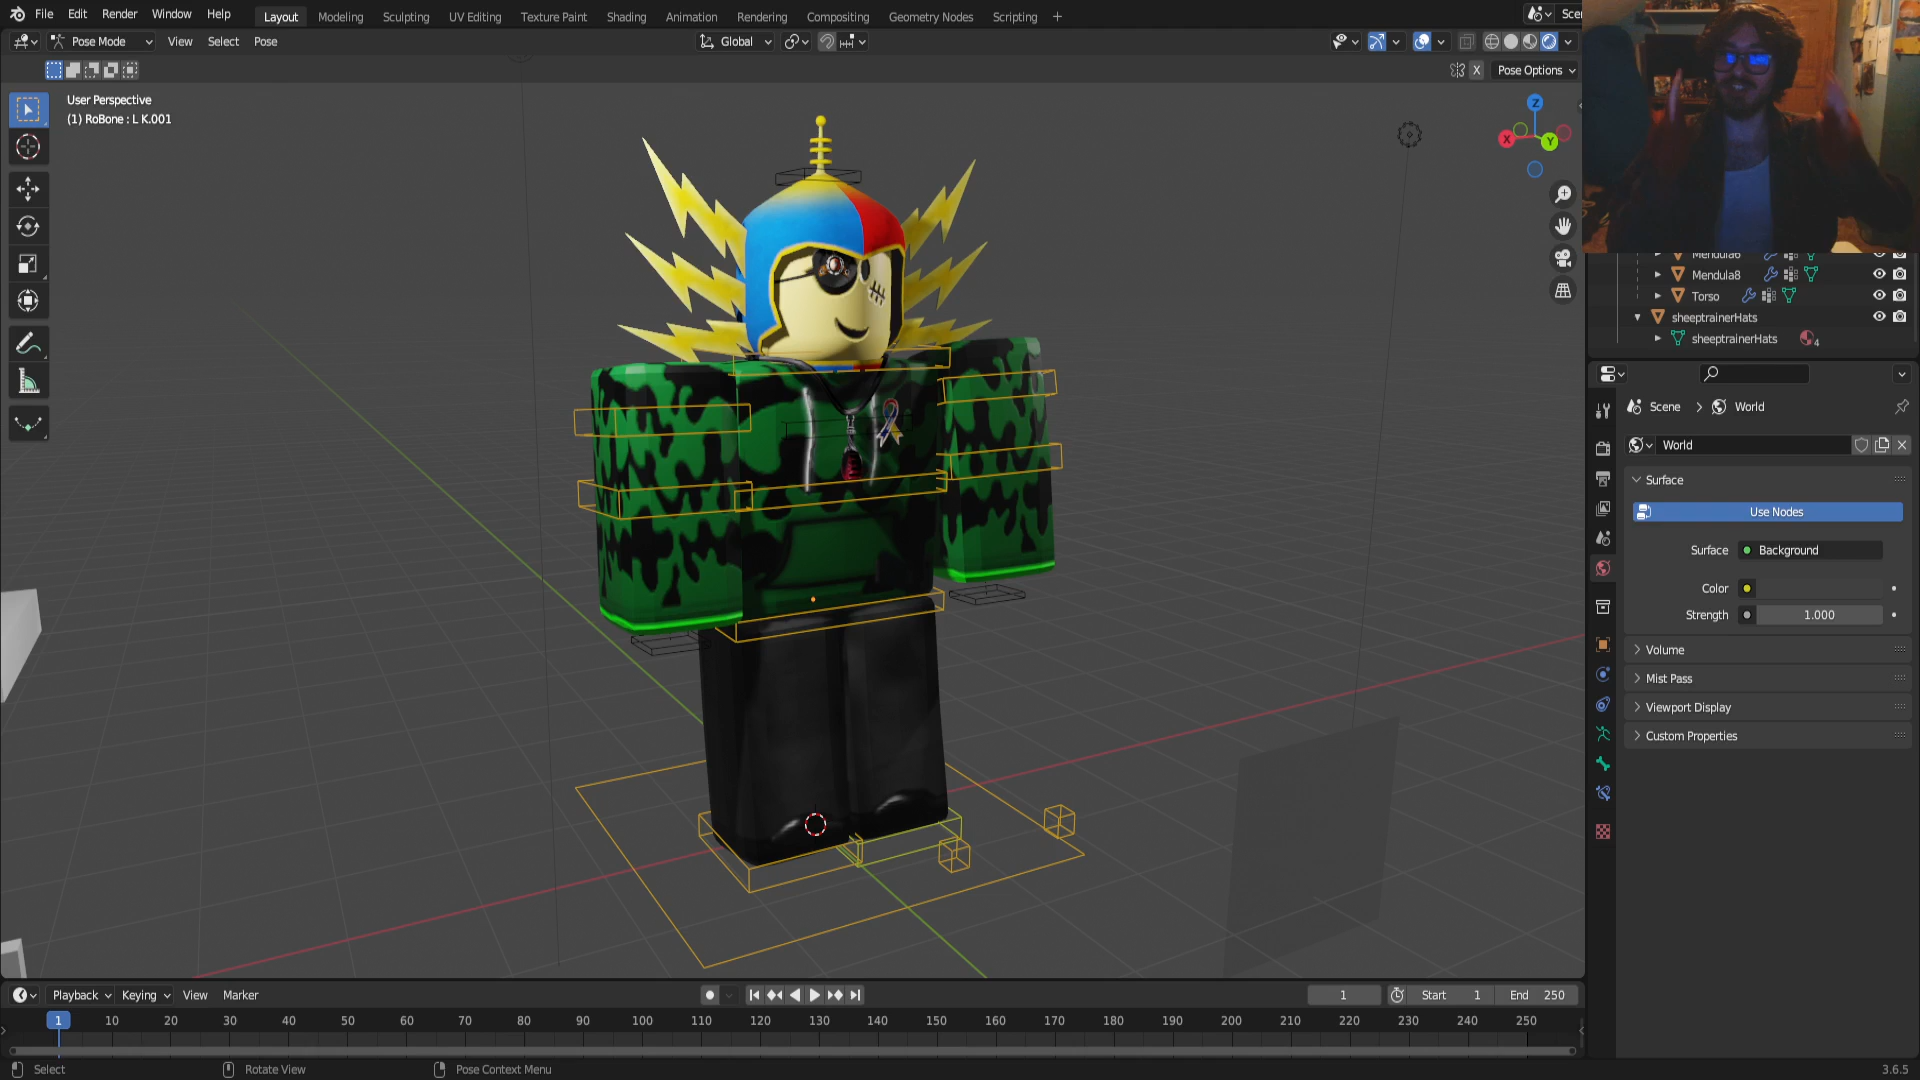 File Edit Render Window Help
Layout Modeling Sculpting UV Editing Texture Paint Shading Animation Rendering Compositing Geometry Nodes Scripting +
Scen
Pose Mode View Select Pose
Global
X Pose Options
User Perspective
(1) RoBone : L K.001
Z
X
Y
Mendula6
Mendula8
Torso
sheeptrainerHats
sheeptrainerHats 4
Scene > World
World
Surface
Use Nodes
Surface Background
Color
Strength 1.000
Volume
Mist Pass
Viewport Display
Custom Properties
Playback Keying View Marker
1 Start 1 End 250
1 10 20 30 40 50 60 70 80 90 100 110 120 130 140 150 160 170 180 190 200 210 220 230 240 250
Select Rotate View Pose Context Menu
3.6.5